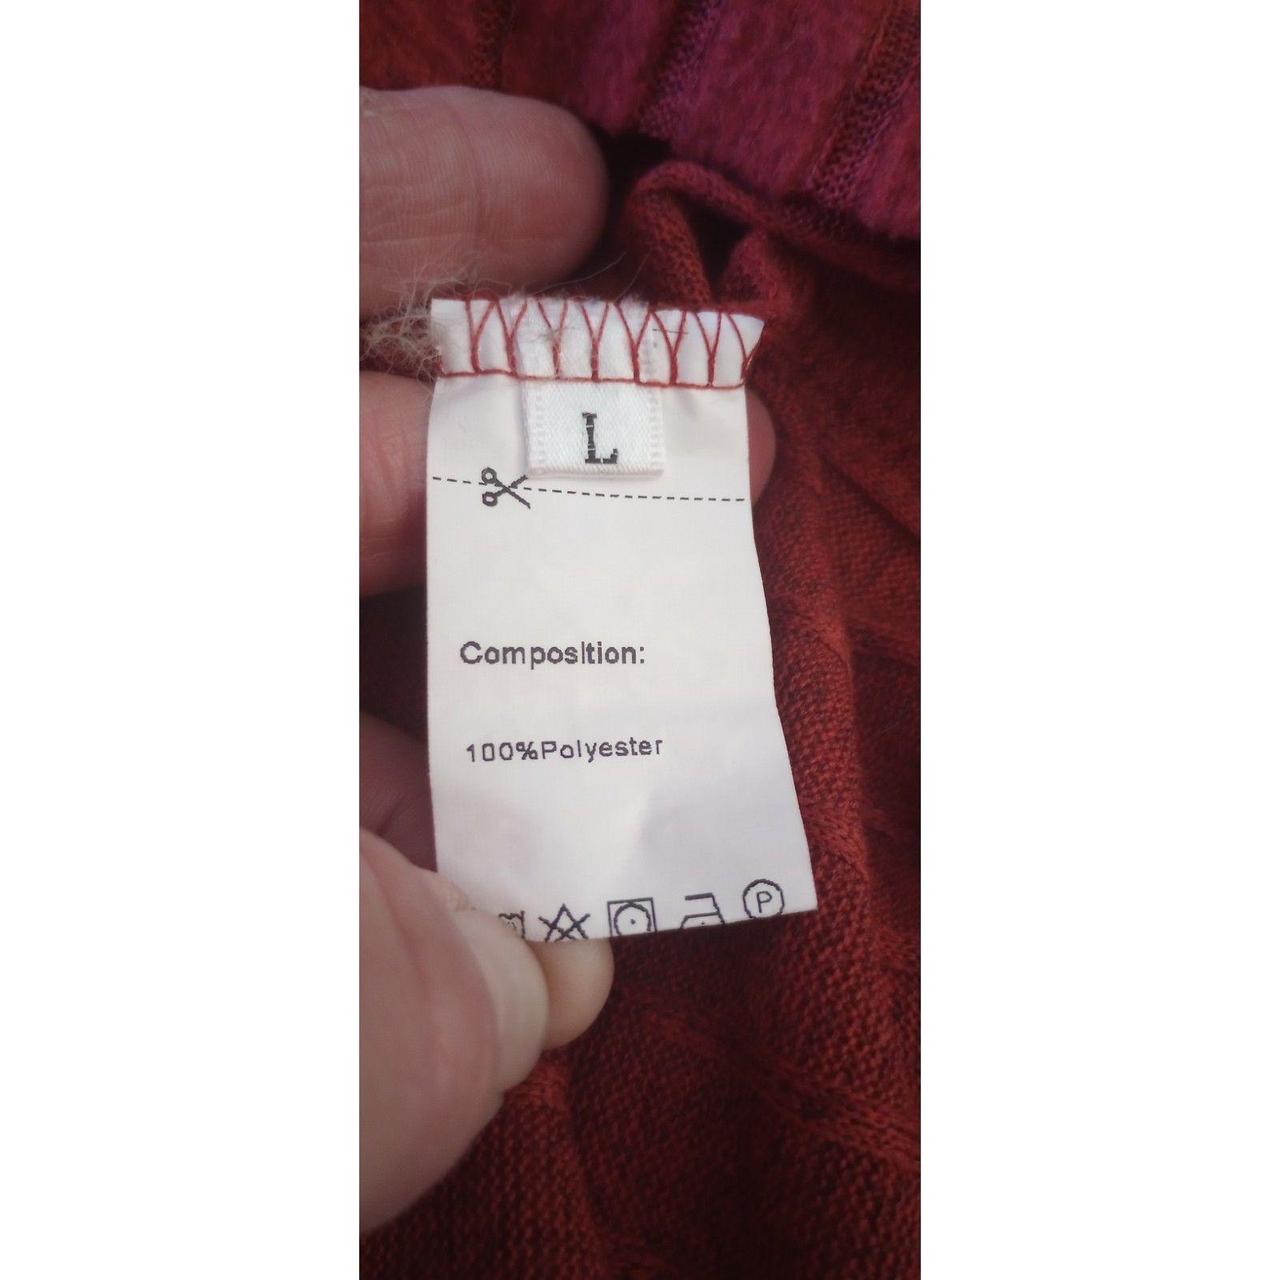 L
Composition:
100%Polyester
P